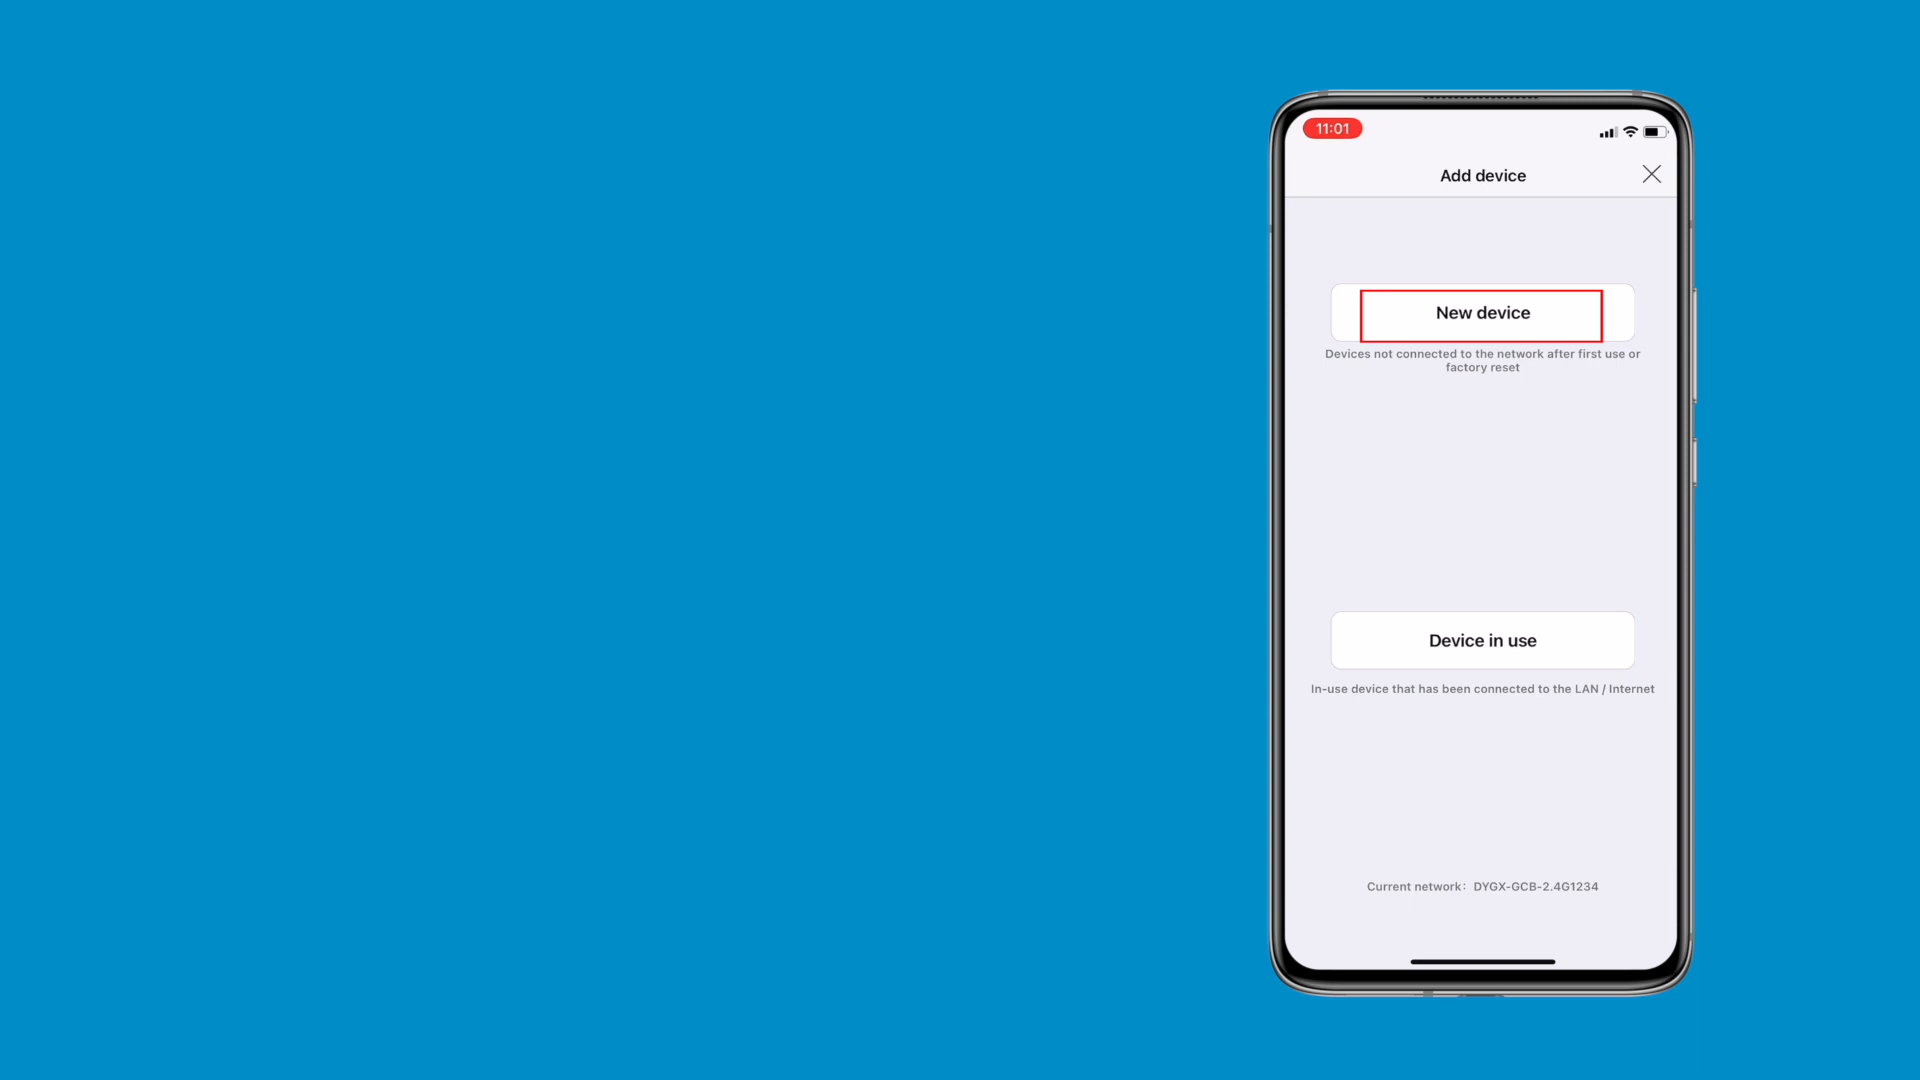 11:01
Add device
New device
Devices not connected to the network after first use or
factory reset
Device in use
In-use device that has been connected to the LAN / Internet
Current network: DYGX-GCB-2.4G1234